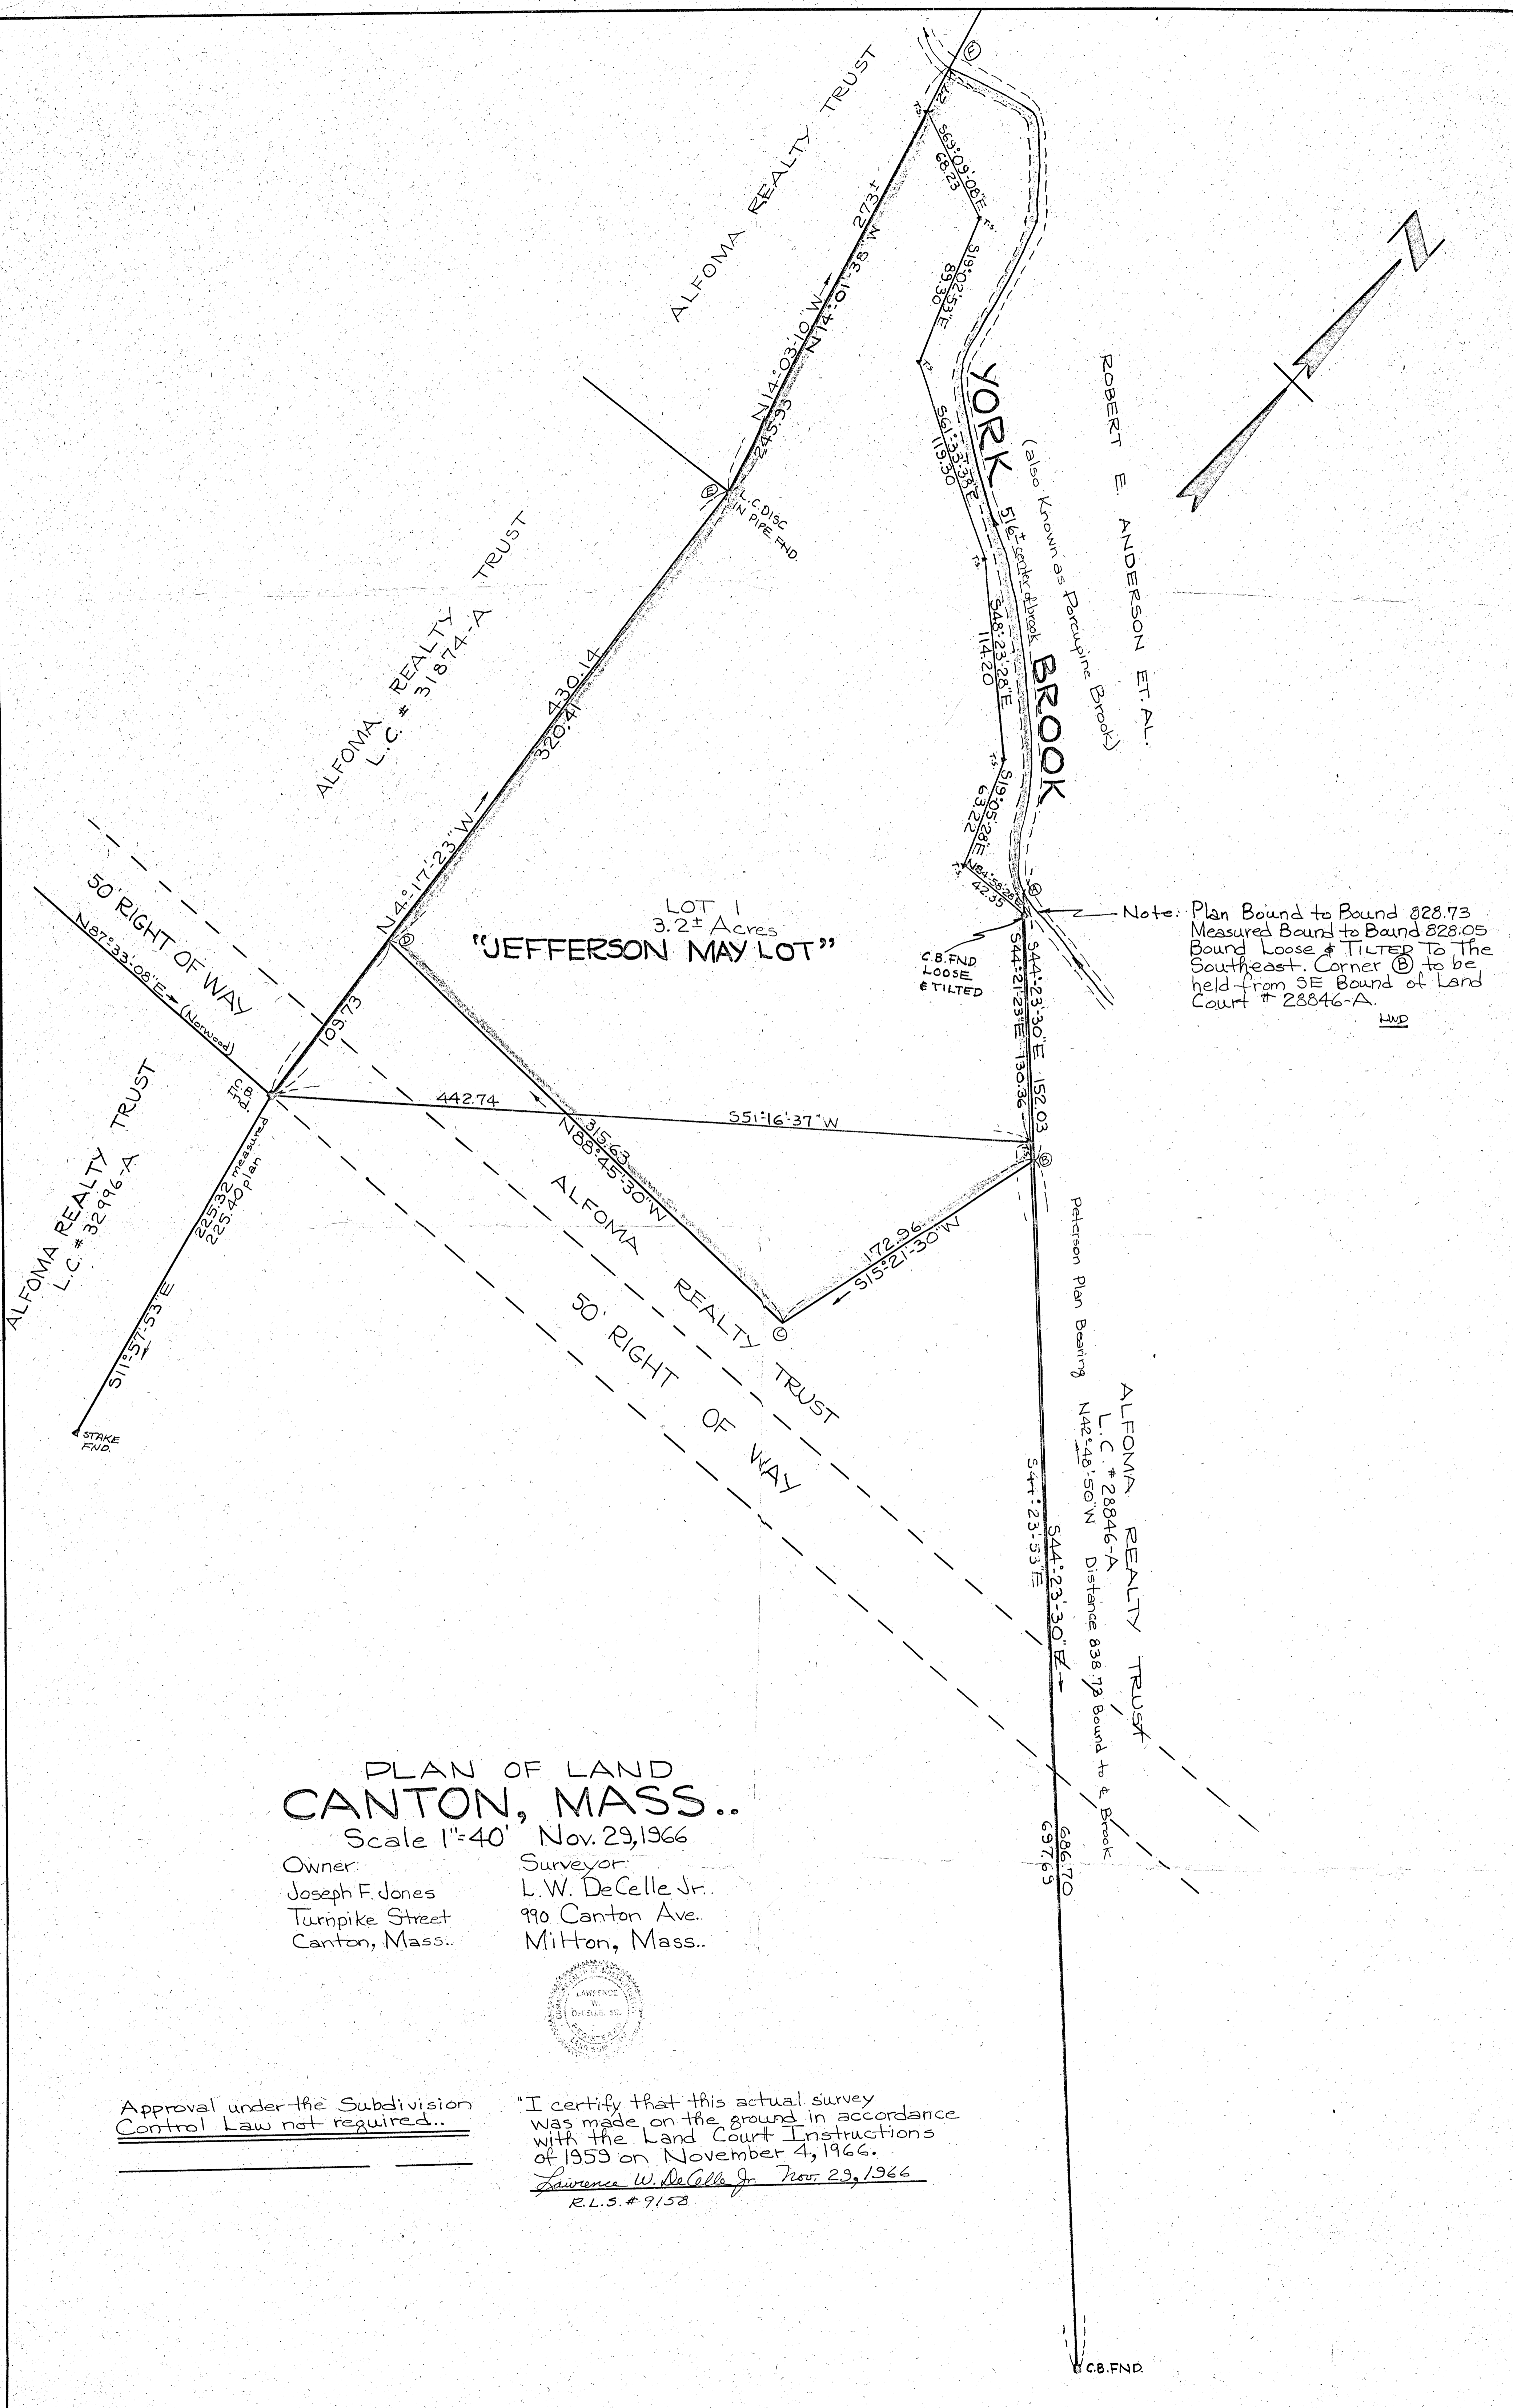 ALFOMA REALTY TRUST
F
27
273±
N14°-01'-38"W
N14°-03'-10"W
245.93
S69°-09'-08"E
68.23
S19°-02'-53"E
89.30
S61°-33'-38"E
119.30
S48°-23'-28"E
114.20
S19°-05'-28"E
63.22
N84°-58'-28"E
42.35
YORK BROOK
(also Known as Porcupine Brook)
516± center of brook
ROBERT E. ANDERSON ET. AL.
N
E
L.C. DISC
IN PIPE FND.
ALFOMA REALTY TRUST
L.C. # 31874-A
430.14
320.41
N4°-17'-23"W
D
109.73
50' RIGHT OF WAY
N87°-33'-08"E (Norwood)
LOT 1
3.2± Acres
"JEFFERSON MAY LOT"
C.B. FND.
LOOSE
& TILTED
A
Note: Plan Bound to Bound 828.73
Measured Bound to Bound 828.05
Bound Loose & TILTED To The
Southeast. Corner B to be
held from SE Bound of Land
Court # 28846-A.
LWD
S44°-21'-23"E 130.36
S44°-23'-30"E 152.03
442.74
S51°-16'-37"W
315.63
N88°-45'-30"W
172.96
S15°-21'-30"W
B
C
ALFOMA REALTY TRUST
L.C. # 32996-A
225.32 measured
225.40 plan
S11°-57'-53"E
STAKE
FND.
ALFOMA REALTY TRUST
50' RIGHT OF WAY
Peterson Plan Bearing N42°-48'-50"W Distance 838.73 Bound to ℄ Brook
ALFOMA REALTY TRUST
L.C. # 28846-A
S44°-23'-53"E
S44°-23'-30"E
686.70
697.69
PLAN OF LAND
CANTON, MASS..
Scale 1"=40' Nov. 29, 1966
Owner:
Joseph F. Jones
Turnpike Street
Canton, Mass..
Surveyor:
L.W. DeCelle Jr..
990 Canton Ave..
Milton, Mass..
LAWRENCE
W.
Approval under the Subdivision
Control Law not required..
"I certify that this actual survey
was made on the ground in accordance
with the Land Court Instructions
of 1959 on November 4, 1966.
Lawrence W. DeCelle Jr. Nov. 29, 1966
R.L.S. # 9158
C.B. FND.